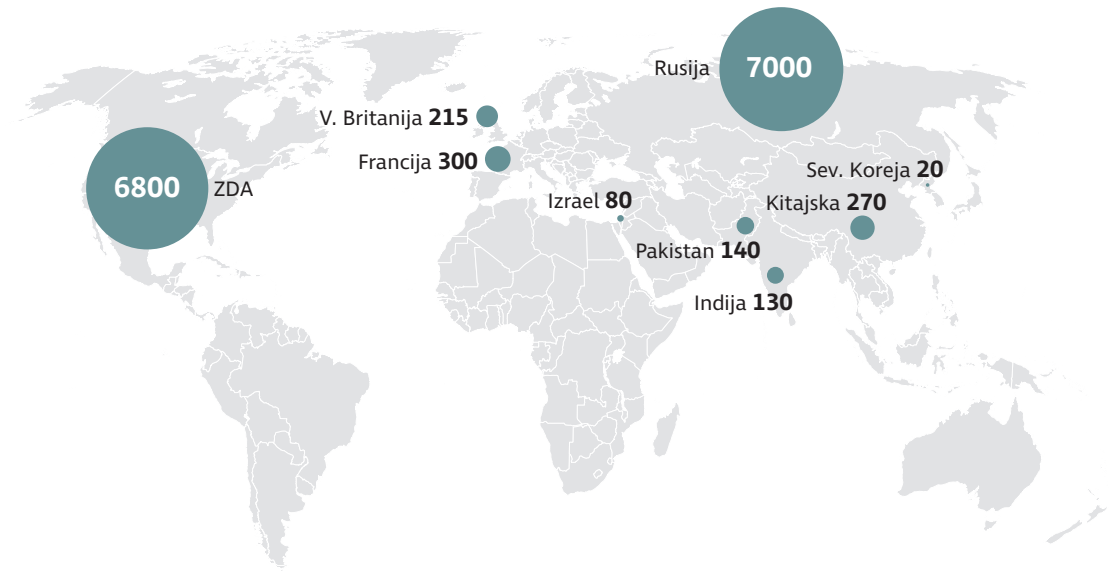 Rusija 7000
V. Britanija 215
Francija 300
Sev. Koreja 20
6800 ZDA
Izrael 80
Kitajska 270
Pakistan 140
Indija 130